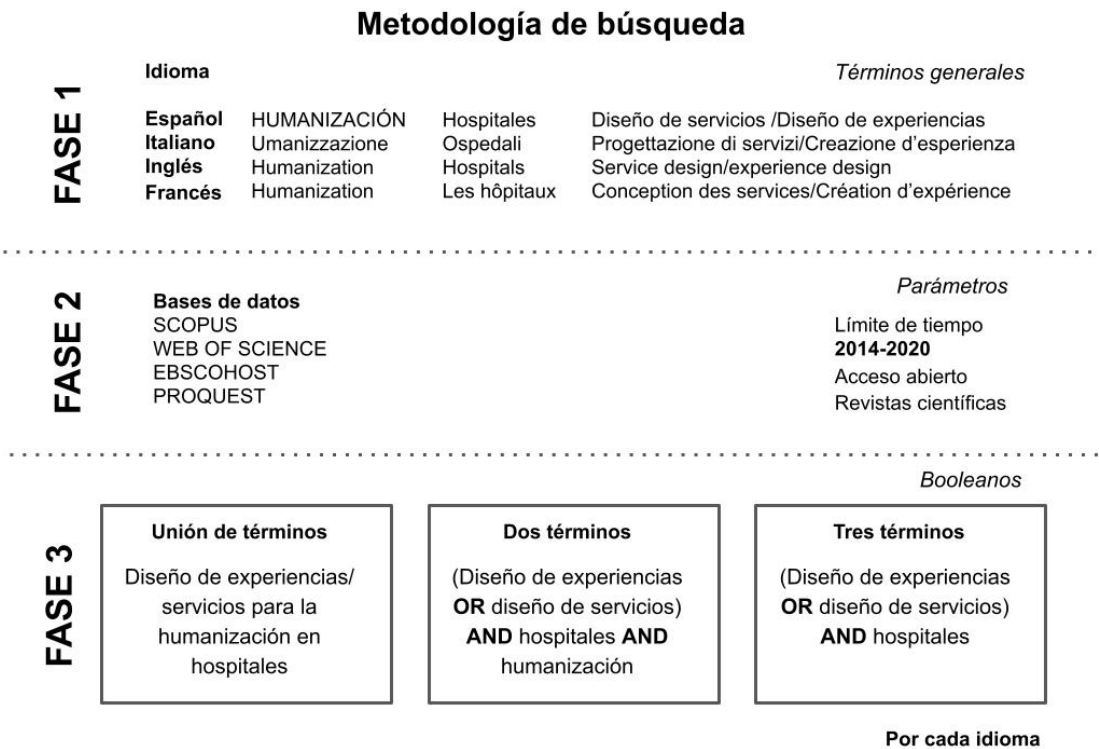 Metodología de búsqueda
FASE 1
Idioma Términos generales
Español HUMANIZACIÓN Hospitales Diseño de servicios /Diseño de experiencias
Italiano Umanizzazione Ospedali Progettazione di servizi/Creazione d'esperienza
Inglés Humanization Hospitals Service design/experience design
Francés Humanization Les hôpitaux Conception des services/Création d'expérience
FASE 2
Parámetros
Bases de datos
SCOPUS
WEB OF SCIENCE
EBSCOHOST
PROQUEST
Límite de tiempo
2014-2020
Acceso abierto
Revistas científicas
FASE 3
Booleanos
Unión de términos
Diseño de experiencias/
servicios para la
humanización en
hospitales
Dos términos
(Diseño de experiencias
OR diseño de servicios)
AND hospitales AND
humanización
Tres términos
(Diseño de experiencias
OR diseño de servicios)
AND hospitales
Por cada idioma